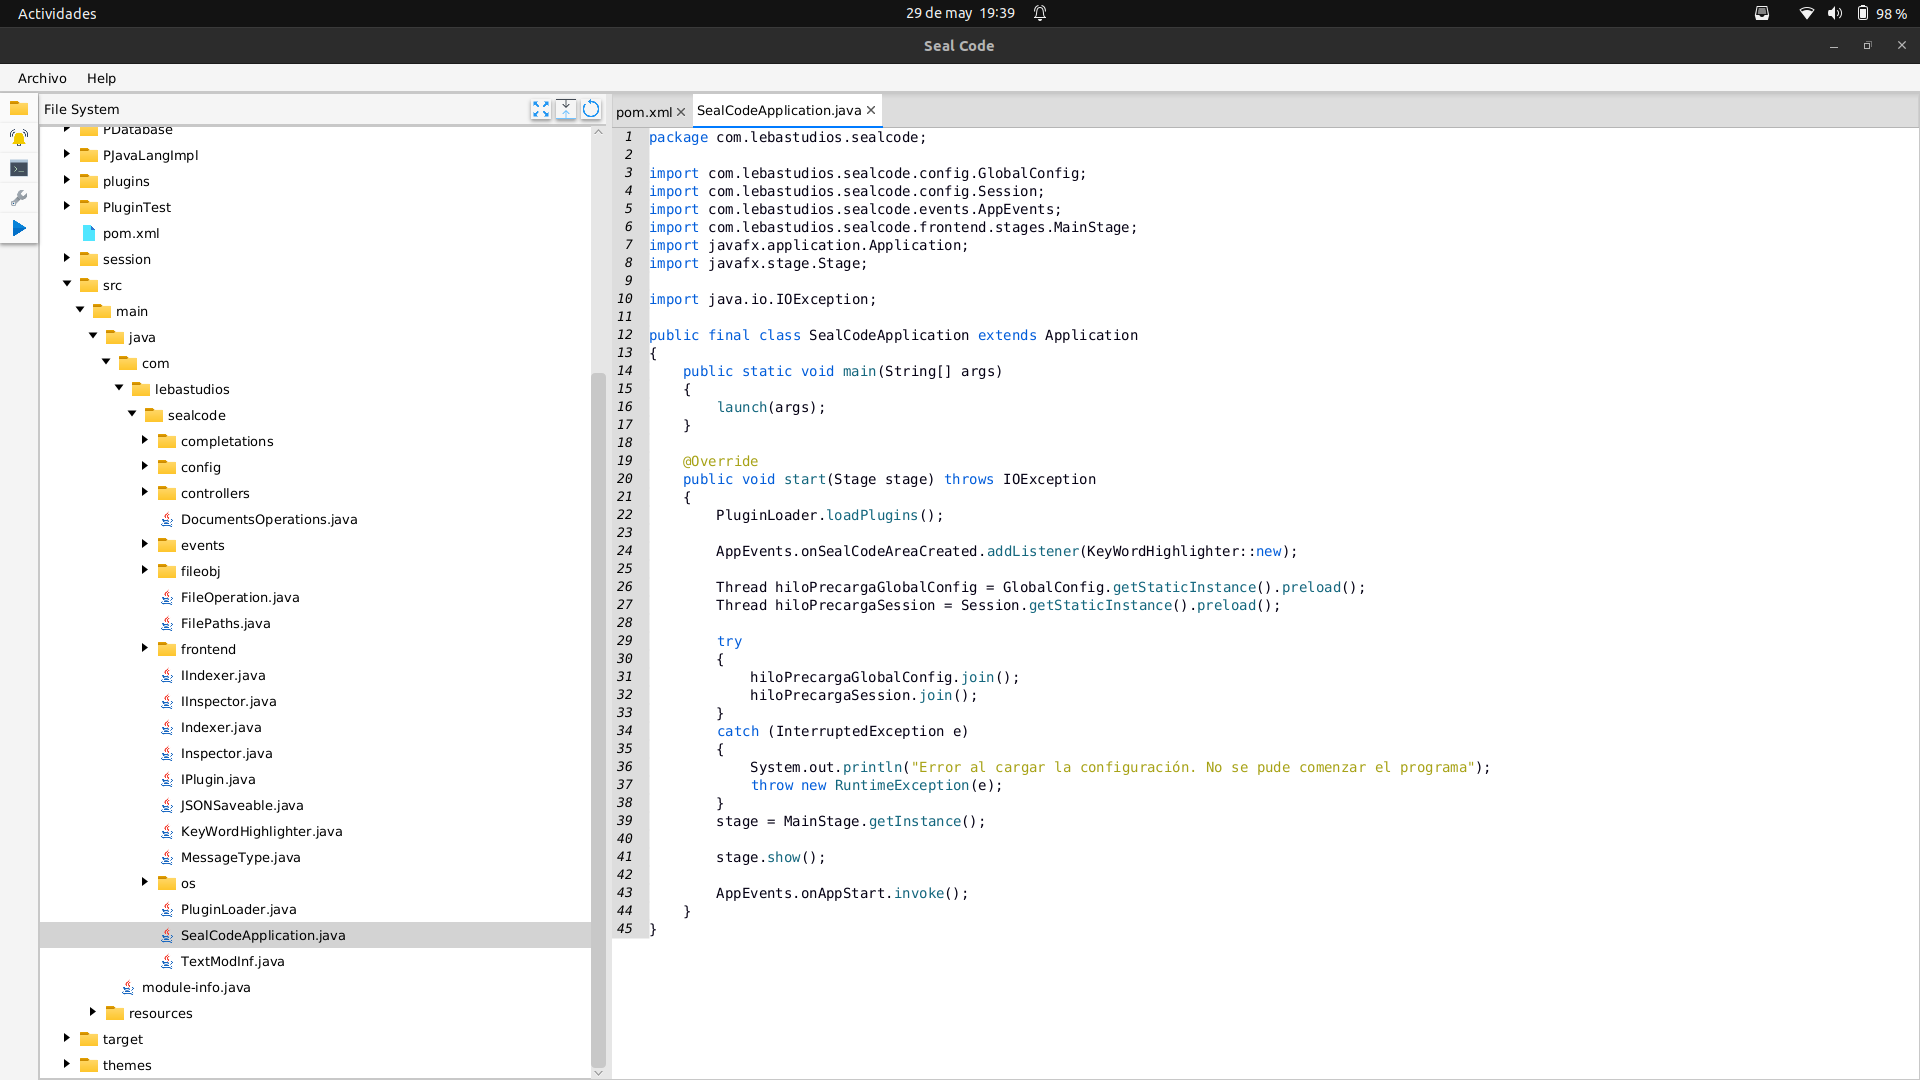 Actividades
29 de may 19:39
98 %
Seal Code
Archivo Help
File System
PDatabase
PJavaLangImpl
plugins
PluginTest
pom.xml
session
src
main
java
com
lebastudios
sealcode
completations
config
controllers
DocumentsOperations.java
events
fileobj
FileOperation.java
FilePaths.java
frontend
IIndexer.java
IInspector.java
Indexer.java
Inspector.java
IPlugin.java
JSONSaveable.java
KeyWordHighlighter.java
MessageType.java
os
PluginLoader.java
SealCodeApplication.java
TextModInf.java
module-info.java
resources
target
themes
pom.xml SealCodeApplication.java
1 package com.lebastudios.sealcode;
2
3 import com.lebastudios.sealcode.config.GlobalConfig;
4 import com.lebastudios.sealcode.config.Session;
5 import com.lebastudios.sealcode.events.AppEvents;
6 import com.lebastudios.sealcode.frontend.stages.MainStage;
7 import javafx.application.Application;
8 import javafx.stage.Stage;
9
10 import java.io.IOException;
11
12 public final class SealCodeApplication extends Application
13 {
14     public static void main(String[] args)
15     {
16         launch(args);
17     }
18
19     @Override
20     public void start(Stage stage) throws IOException
21     {
22         PluginLoader.loadPlugins();
23
24         AppEvents.onSealCodeAreaCreated.addListener(KeyWordHighlighter::new);
25
26         Thread hiloPrecargaGlobalConfig = GlobalConfig.getStaticInstance().preload();
27         Thread hiloPrecargaSession = Session.getStaticInstance().preload();
28
29         try
30         {
31             hiloPrecargaGlobalConfig.join();
32             hiloPrecargaSession.join();
33         }
34         catch (InterruptedException e)
35         {
36             System.out.println("Error al cargar la configuración. No se pude comenzar el programa");
37             throw new RuntimeException(e);
38         }
39         stage = MainStage.getInstance();
40
41         stage.show();
42
43         AppEvents.onAppStart.invoke();
44     }
45 }